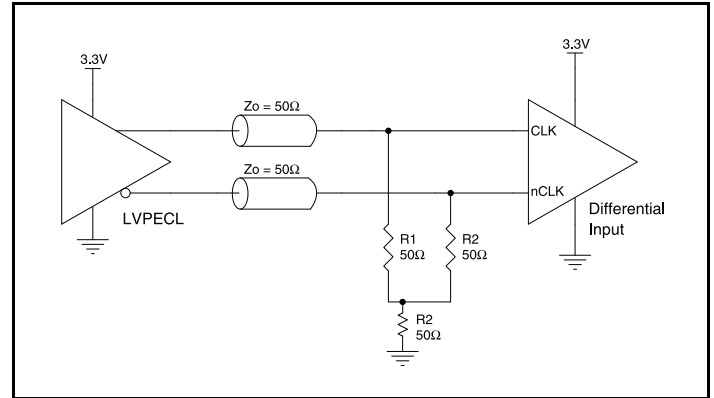 3.3V
3.3V
Zo = 50Ω
CLK
Zo = 50Ω
nCLK
LVPECL
Differential
Input
R1
50Ω
R2
50Ω
R2
50Ω